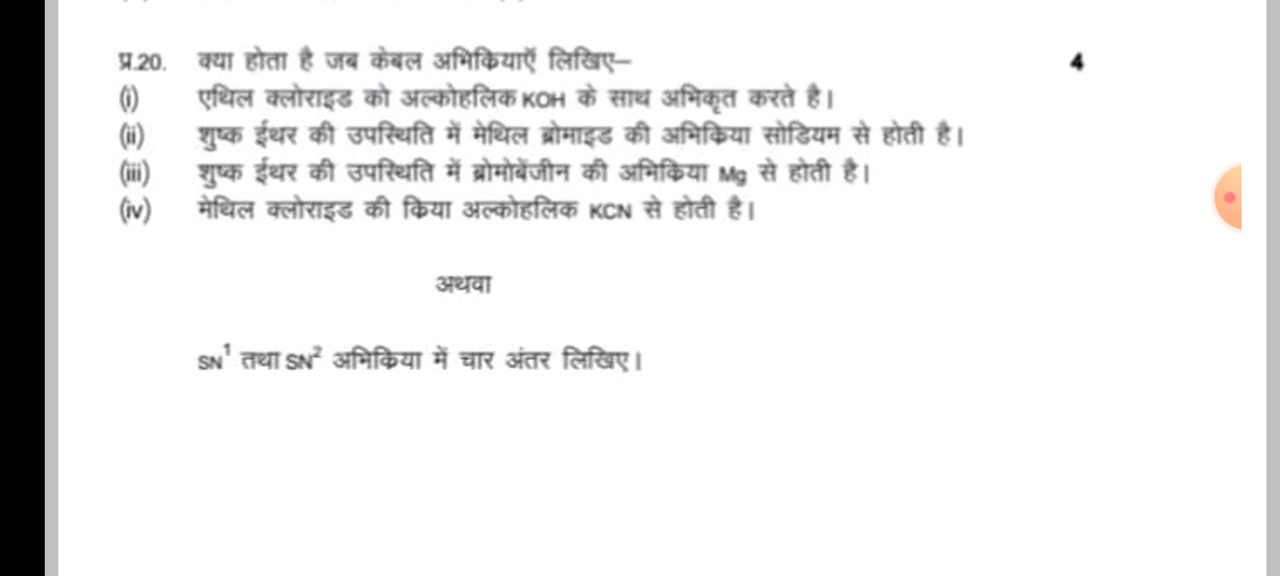 प्र.20. क्या होता है जब केबल अभिकियाएँ लिखिए– 4
(i) एथिल क्लोराइड को अल्कोहलिक KOH के साथ अभिकृत करते है।
(ii) शुष्क ईथर की उपस्थिति में मेथिल ब्रोमाइड की अभिकिया सोडियम से होती है।
(iii) शुष्क ईथर की उपस्थिति में ब्रोमोबेंजीन की अभिकिया Mg से होती है।
(iv) मेथिल क्लोराइड की किया अल्कोहलिक KCN से होती है।
अथवा
SN¹ तथा SN² अभिकिया में चार अंतर लिखिए।